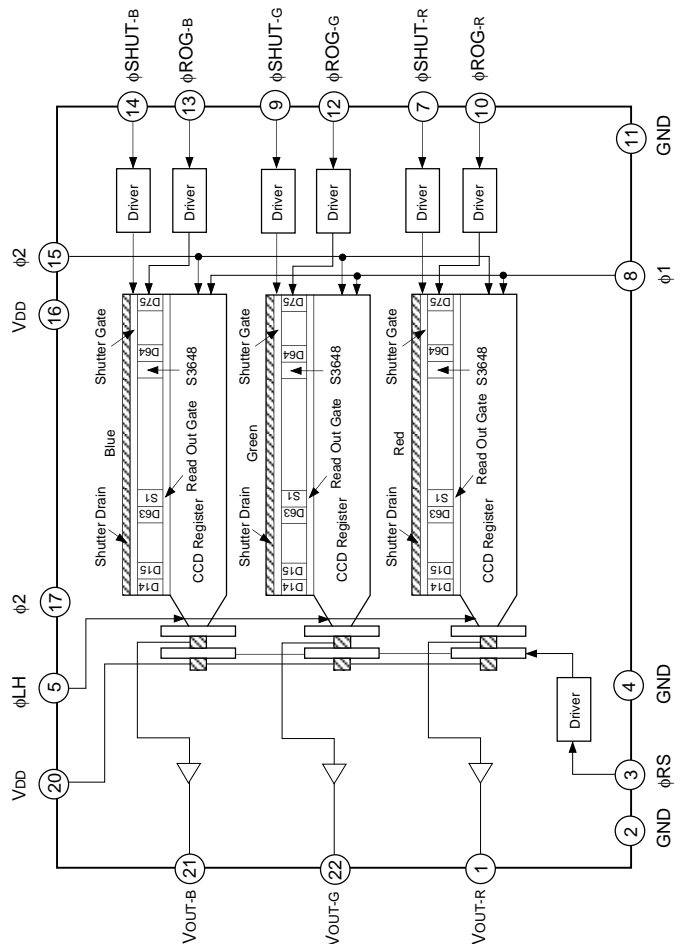 φSHUT-B
φROG-B
φSHUT-G
φROG-G
φSHUT-R
φROG-R
14
13
9
12
7
10
11
GND
Driver
Driver
Driver
Driver
Driver
Driver
φ2
15
8
φ1
VDD
16
D75
D64
S3648
Shutter Gate
Blue
Read Out Gate
S1
D63
Shutter Drain
CCD Register
D15
D14
D75
D64
S3648
Shutter Gate
Green
Read Out Gate
S1
D63
Shutter Drain
CCD Register
D15
D14
D75
D64
S3648
Shutter Gate
Red
Read Out Gate
S1
D63
Shutter Drain
CCD Register
D15
D14
φ2
17
φLH
5
4
GND
Driver
VDD
20
3
φRS
2
GND
21
22
1
VOUT-B
VOUT-G
VOUT-R